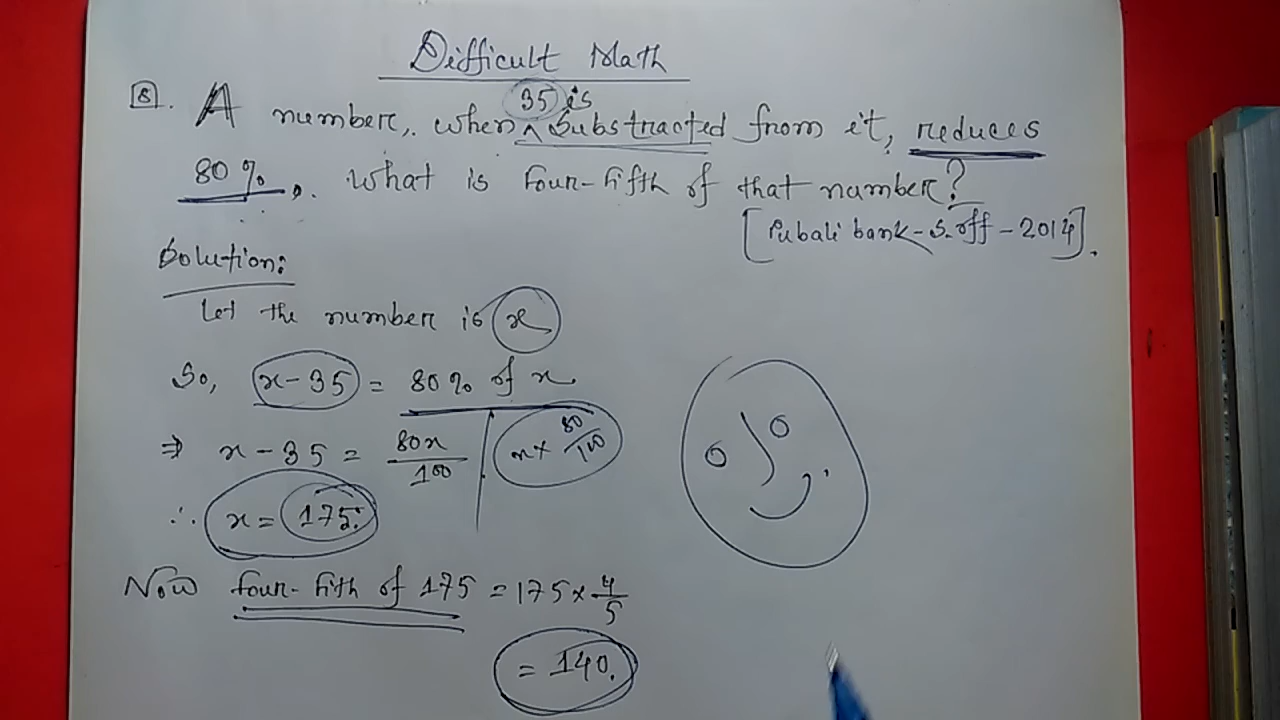 Difficult Math
8. A number, when 35 is Substracted from it, reduces
80%, what is four-fifth of that number?
[Pubali bank - S. off - 2014].
Solution:
Let the number is x
So, x - 35 = 80% of x
⇒ x - 35 = 80x/100 | x × 80/100
∴ x = 175.
Now four-fith of 175 = 175 × 4/5
= 140.